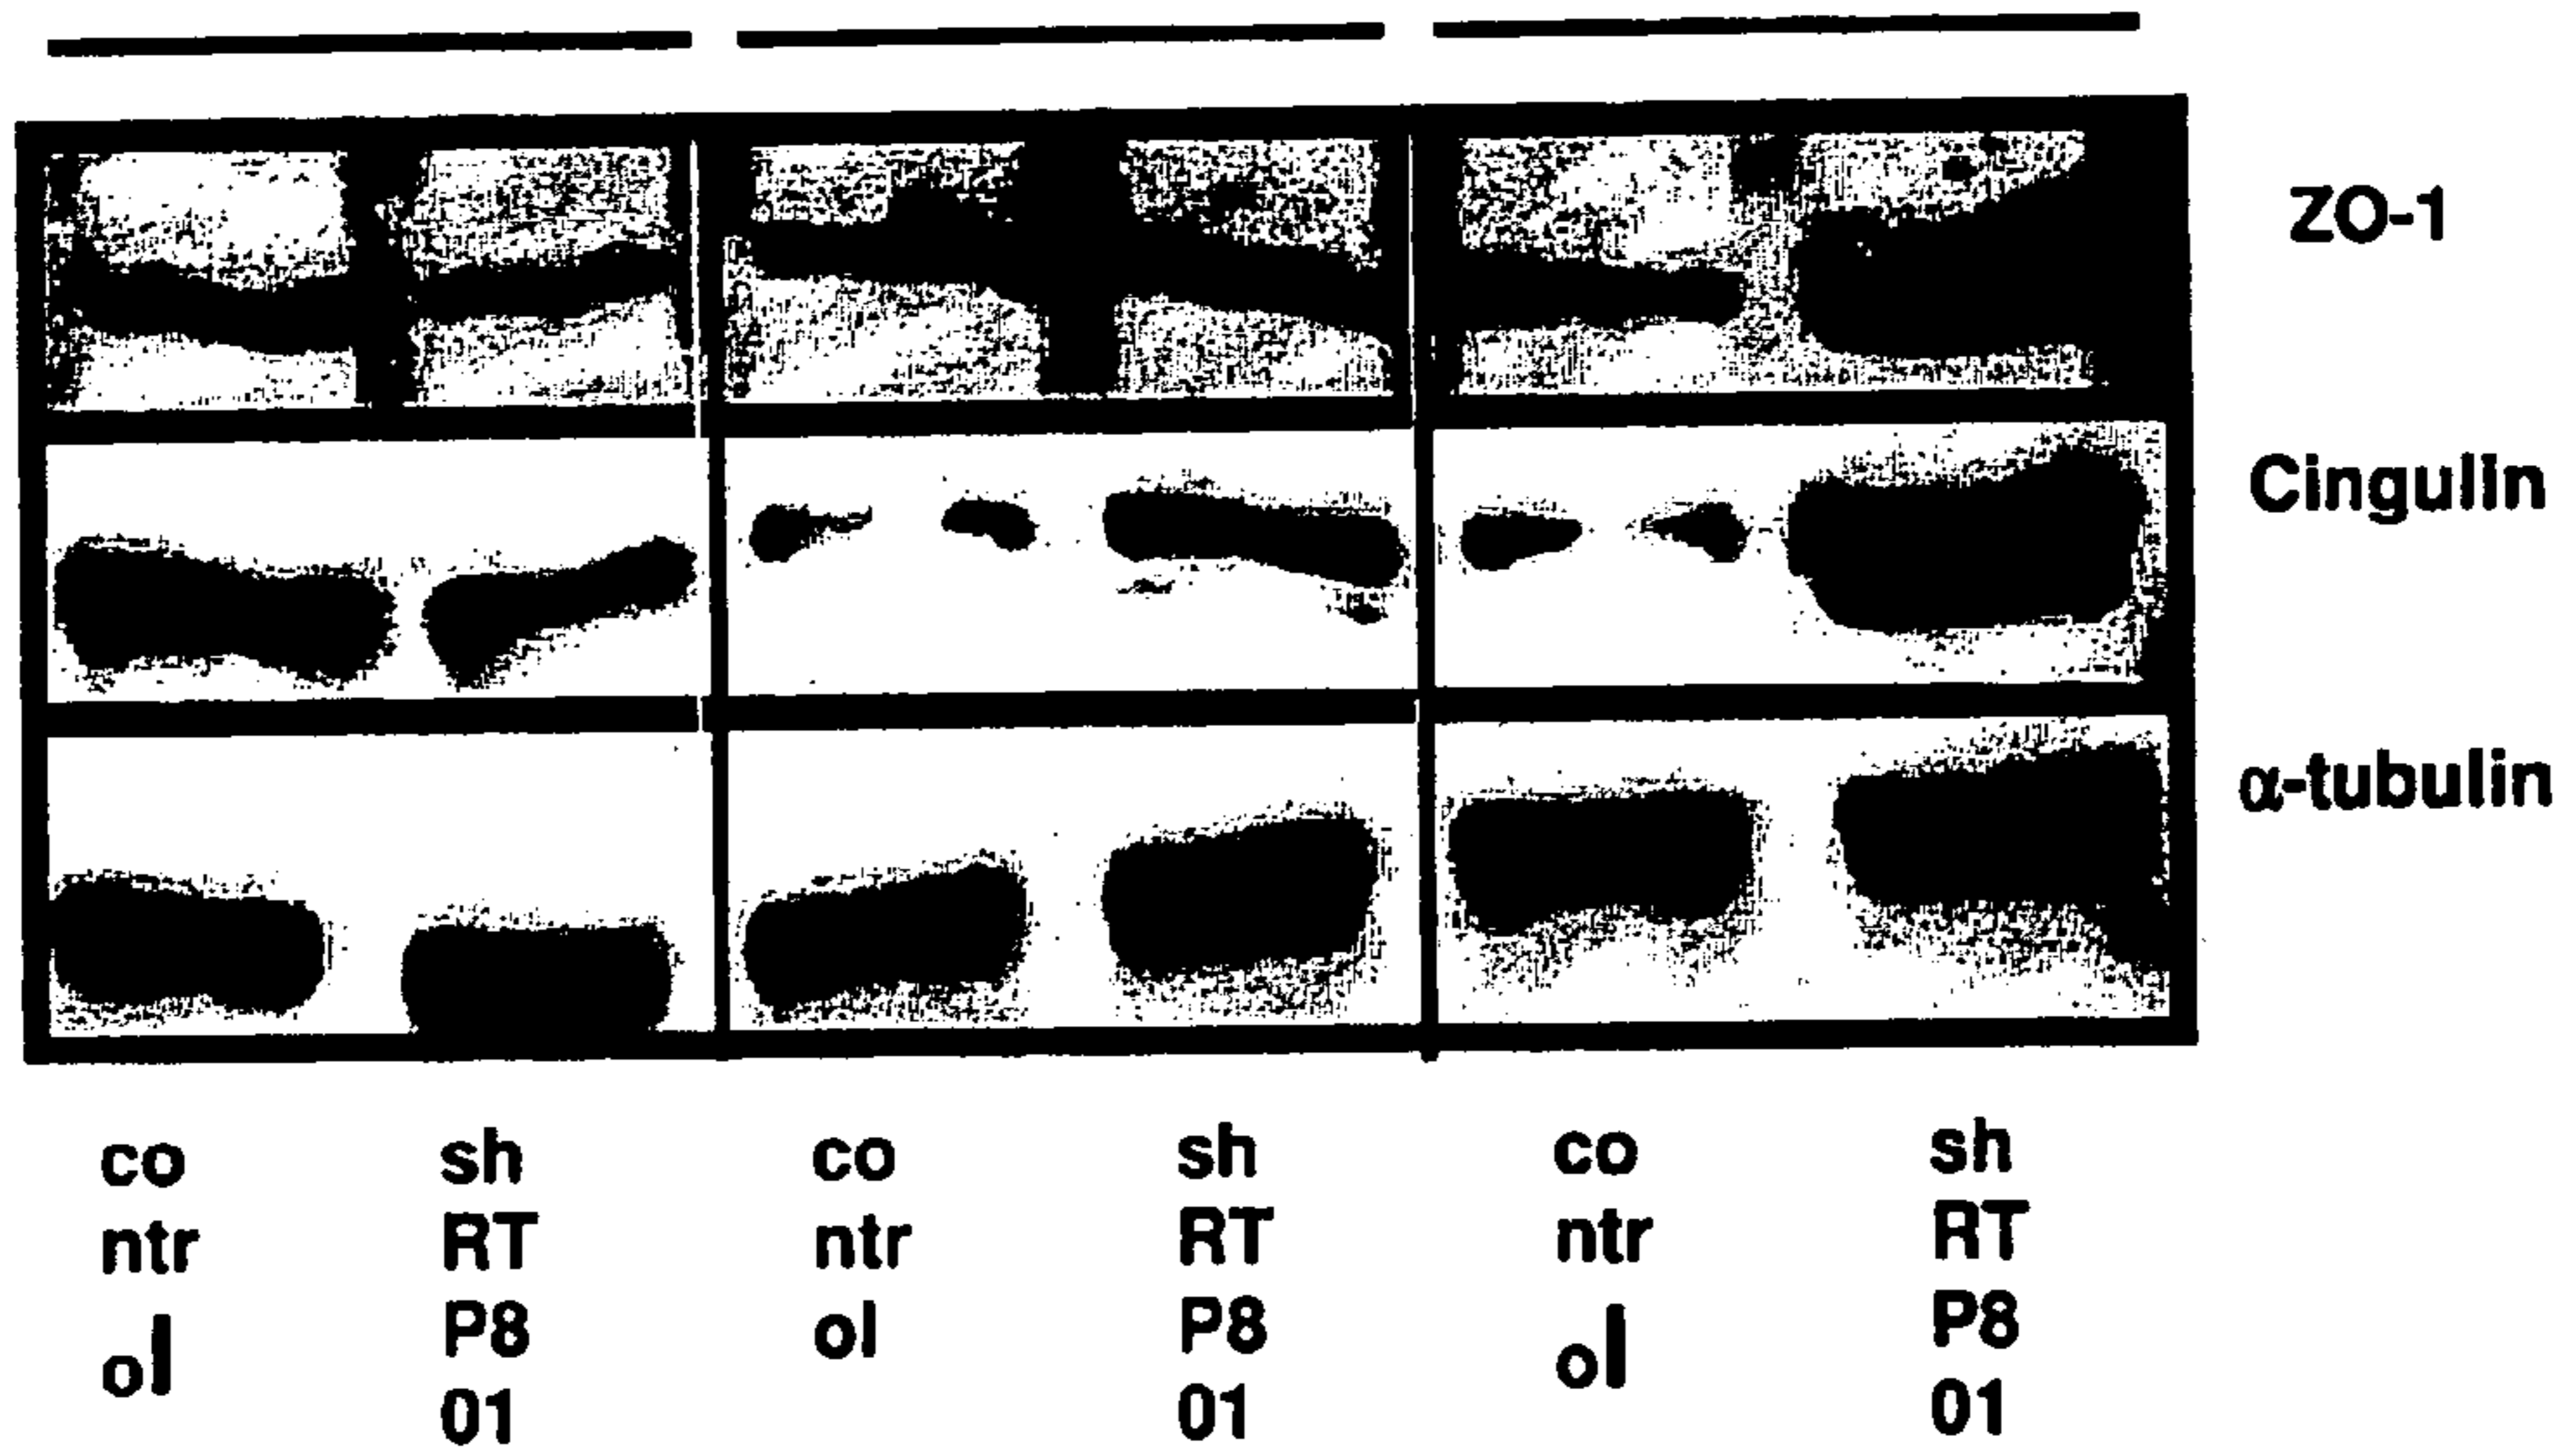 ZO-1
Cingulin
α-tubulin
co
ntr
ol
sh
RT
P8
01
co
ntr
ol
sh
RT
P8
01
co
ntr
ol
sh
RT
P8
01